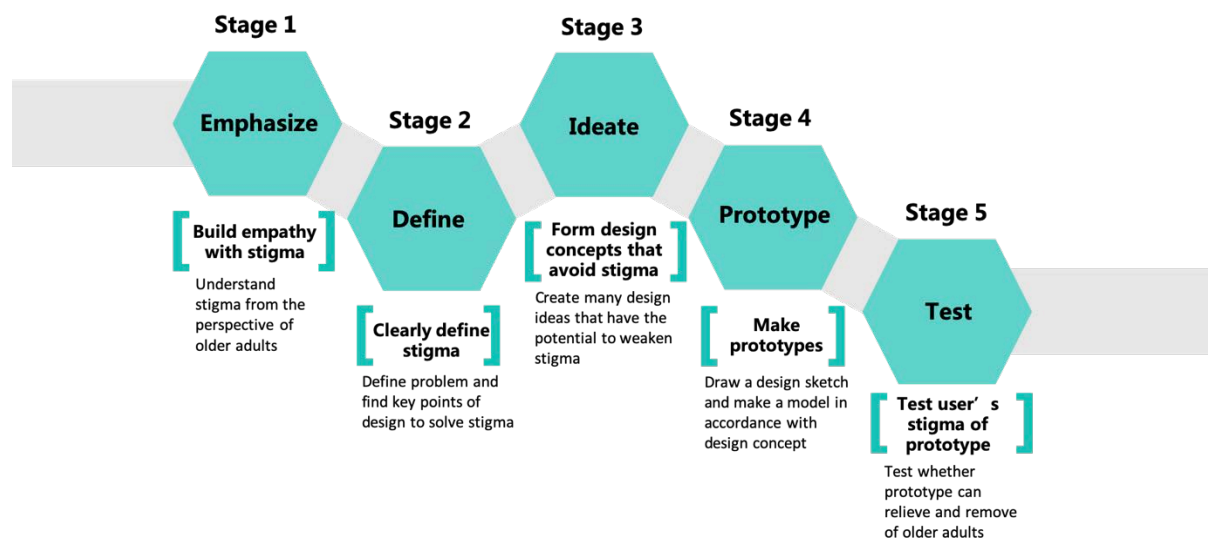 Stage 1
Emphasize
Build empathy
with stigma
Understand
stigma from the
perspective of
older adults
Stage 2
Define
Clearly define
stigma
Define problem and
find key points of
design to solve stigma
Stage 3
Ideate
Form design
concepts that
avoid stigma
Create many design
ideas that have the
potential to weaken
stigma
Stage 4
Prototype
Make
prototypes
Draw a design sketch
and make a model in
accordance with
design concept
Stage 5
Test
Test user’s
stigma of
prototype
Test whether
prototype can
relieve and remove
of older adults